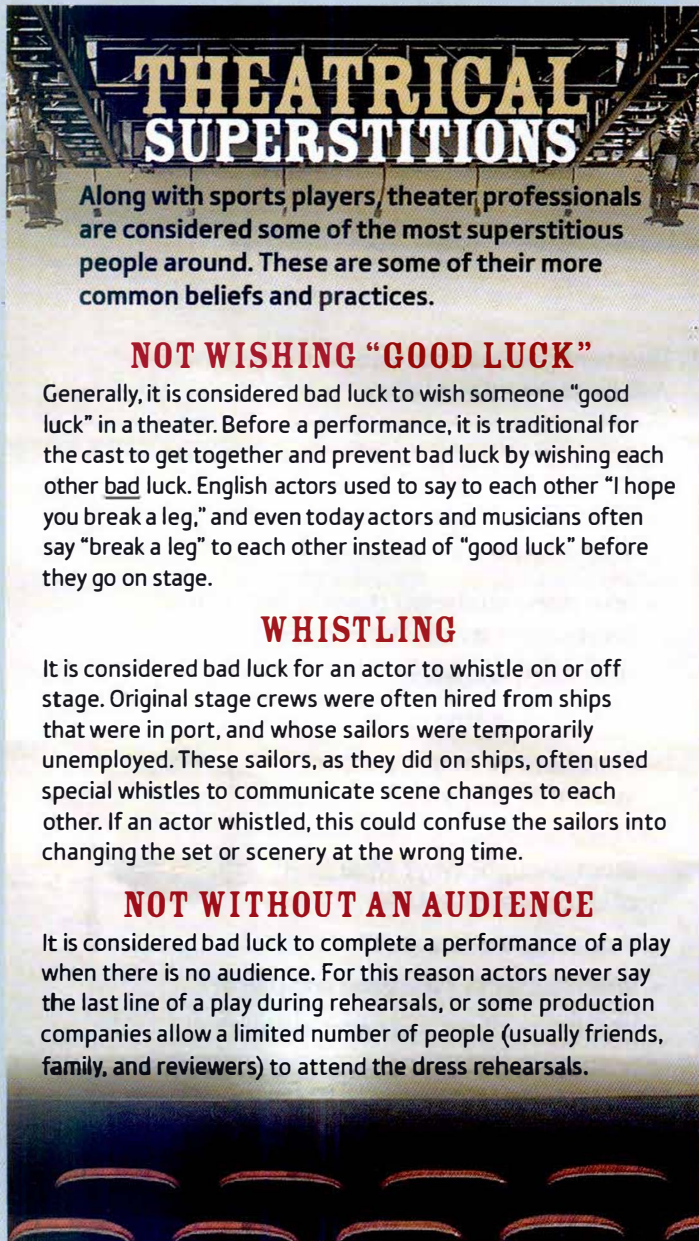 THEATRICAL
SUPERSTITIONS
Along with sports players, theater professionals
are considered some of the most superstitious
people around. These are some of their more
common beliefs and practices.
NOT WISHING “GOOD LUCK”
Generally, it is considered bad luck to wish someone “good
luck” in a theater. Before a performance, it is traditional for
the cast to get together and prevent bad luck by wishing each
other bad luck. English actors used to say to each other “I hope
you break a leg,” and even today actors and musicians often
say “break a leg” to each other instead of “good luck” before
they go on stage.
WHISTLING
It is considered bad luck for an actor to whistle on or off
stage. Original stage crews were often hired from ships
that were in port, and whose sailors were temporarily
unemployed. These sailors, as they did on ships, often used
special whistles to communicate scene changes to each
other. If an actor whistled, this could confuse the sailors into
changing the set or scenery at the wrong time.
NOT WITHOUT AN AUDIENCE
It is considered bad luck to complete a performance of a play
when there is no audience. For this reason actors never say
the last line of a play during rehearsals, or some production
companies allow a limited number of people (usually friends,
family, and reviewers) to attend the dress rehearsals.